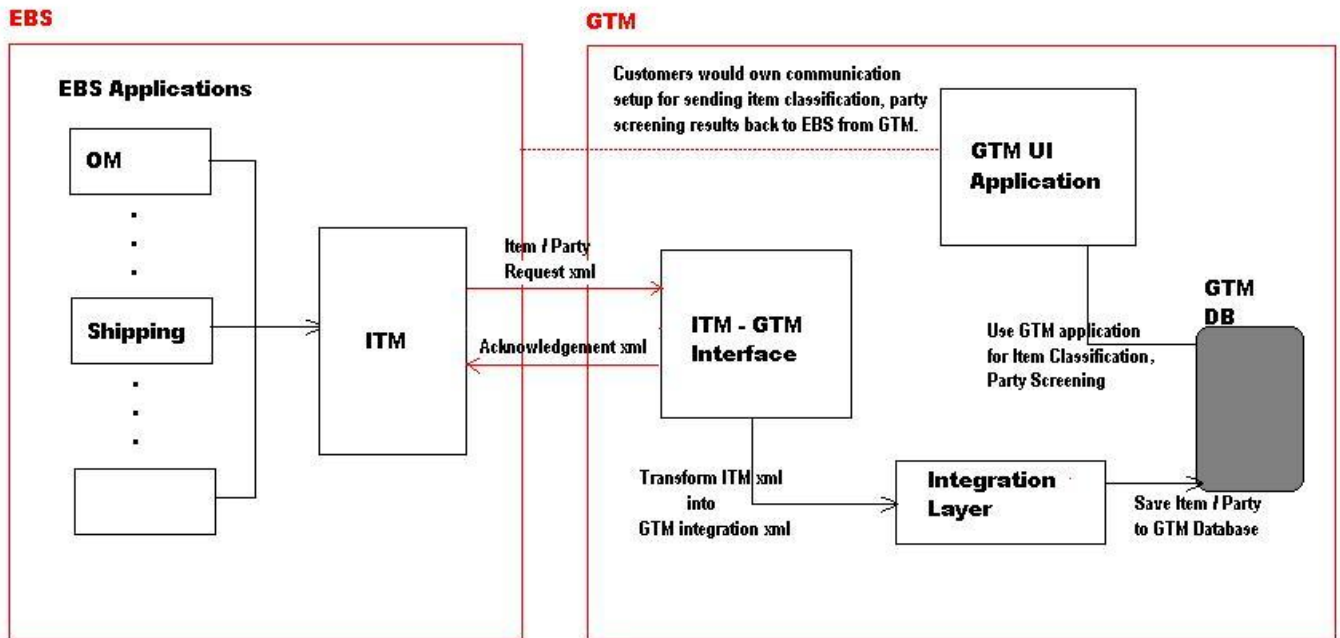 EBS
GTM
EBS Applications
OM
Shipping
ITM
Item / Party
Request xml
Acknowledgement xml
Customers would own communication
setup for sending item classification, party
screening results back to EBS from GTM.
GTM UI
Application
ITM - GTM
Interface
GTM
DB
Use GTM application
for Item Classification,
Party Screening
Transform ITM xml
into
GTM integration xml
Integration
Layer
Save Item / Party
to GTM Database